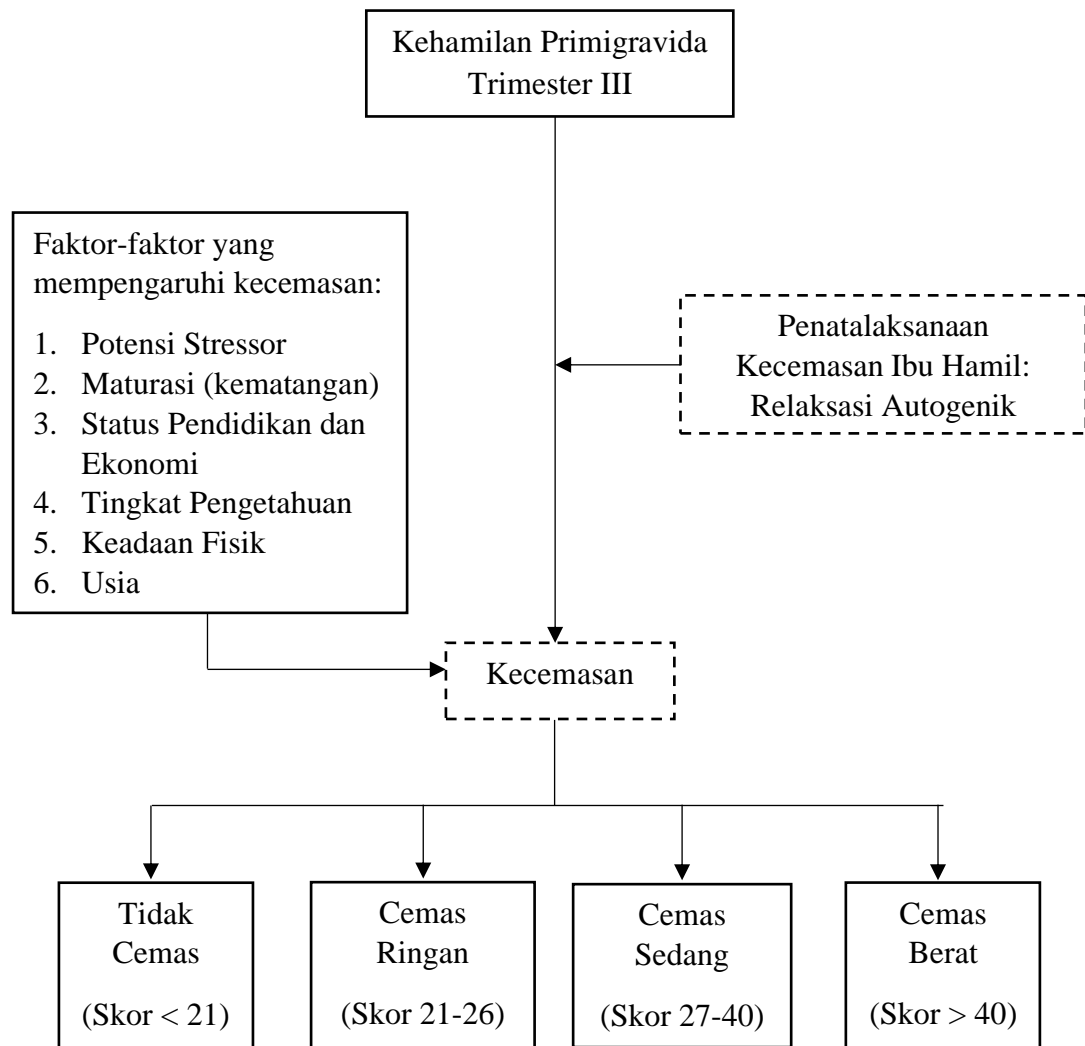 Kehamilan Primigravida
Trimester III
Faktor-faktor yang
mempengaruhi kecemasan:
1. Potensi Stressor
2. Maturasi (kematangan)
3. Status Pendidikan dan
Ekonomi
4. Tingkat Pengetahuan
5. Keadaan Fisik
6. Usia
Penatalaksanaan
Kecemasan Ibu Hamil:
Relaksasi Autogenik
Kecemasan
Tidak
Cemas
(Skor < 21)
Cemas
Ringan
(Skor 21-26)
Cemas
Sedang
(Skor 27-40)
Cemas
Berat
(Skor > 40)